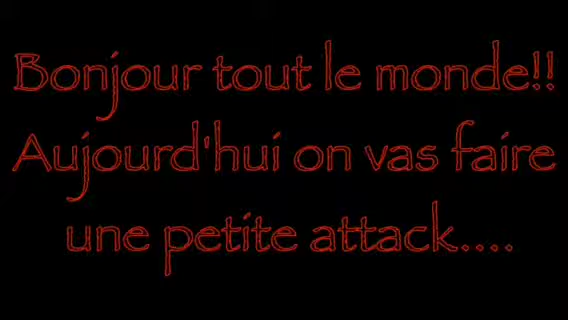 Bonjour tout le monde!!
Aujourd'hui on vas faire
une petite attack....